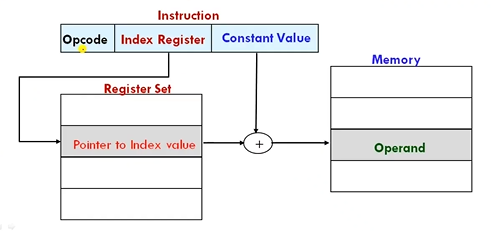 Instruction
Opcode
Index Register
Constant Value
Memory
Register Set
Pointer to Index value
+
Operand